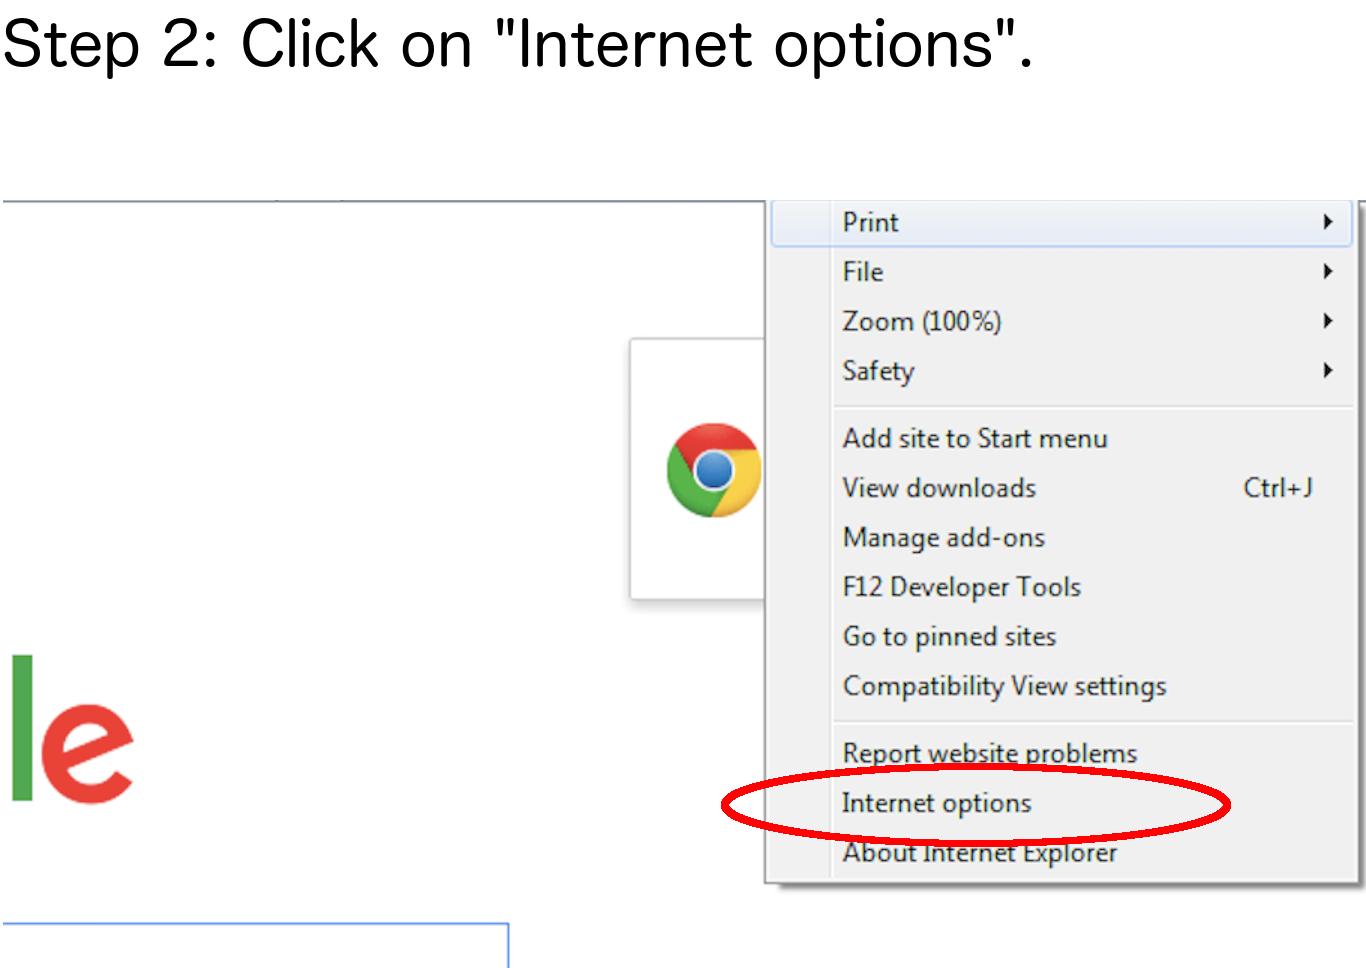 Step 2: Click on "Internet options".
Print
File
Zoom (100%)
Safety
Add site to Start menu
View downloads Ctrl+J
Manage add-ons
F12 Developer Tools
Go to pinned sites
Compatibility View settings
le
Report website problems
Internet options
About Internet Explorer